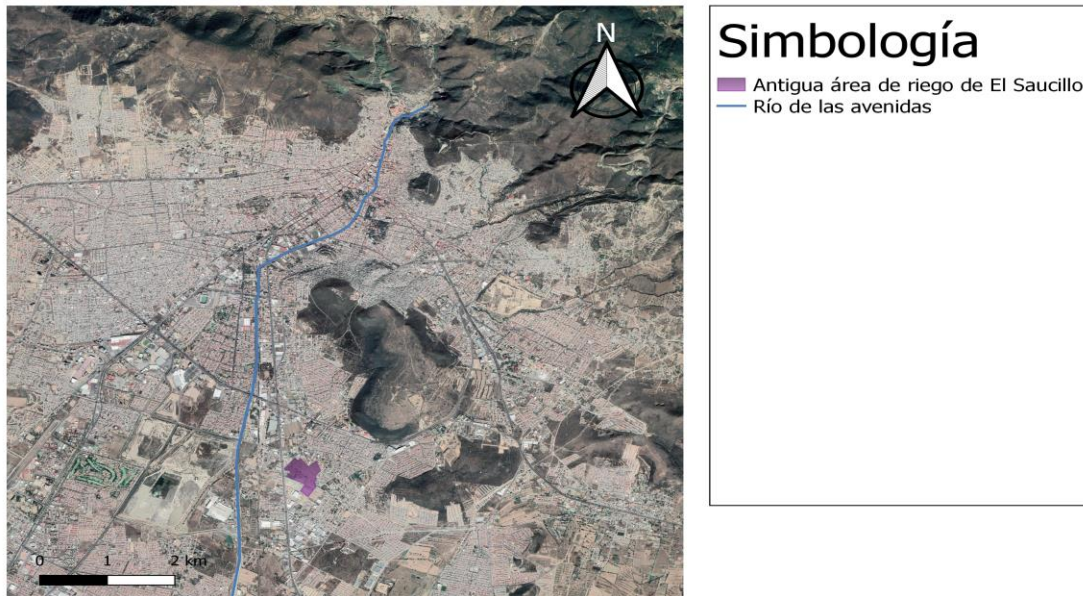 N
Simbología
Antigua área de riego de El Saucillo
Río de las avenidas
0 1 2 km